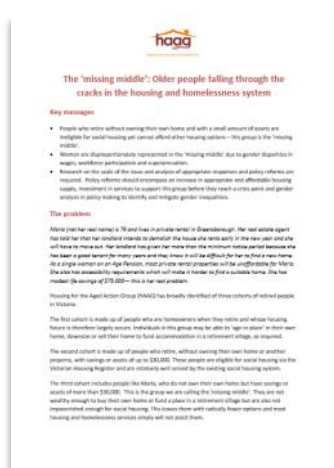 haag
The 'missing middle': Older people falling through the
cracks in the housing and homelessness system
Key messages
People who retire without owning their own home and with a small amount of assets are
ineligible for social housing yet cannot afford other housing options – this group is the 'missing
middle'.
Women are disproportionately represented in the 'missing middle' due to gender disparities in
wages, workforce participation and superannuation.
Research on the scale of the issue and analysis of appropriate responses and policy reforms are
required. Policy reforms should encompass an increase in appropriate and affordable housing
supply, investment in services to support this group before they reach a crisis point and gender
analysis in policy making to identify and mitigate gender inequalities.
The problem
Maria (not her real name) is 79 and lives in private rental in Greensborough. Her real estate agent
has told her that her landlord intends to demolish the house she rents early in the new year and she
will have to move out. Her landlord has given her more than the minimum notice period because she
has been a good tenant for many years and they know it will be difficult for her to find a new home.
As a single woman on an Age Pension, most private rental properties will be unaffordable for Maria.
She also has accessibility requirements which will make it harder to find a suitable home. She has
modest life savings of $75,000 – this is her real problem.
Housing for the Aged Action Group (HAAG) has broadly identified of three cohorts of retired people
in Victoria.
The first cohort is made up of people who are homeowners when they retire and whose housing
future is therefore largely secure. Individuals in this group may be able to 'age in place' in their own
home, downsize or sell their home to fund accommodation in a retirement village, as required.
The second cohort is made up of people who retire, without owning their own home or another
property, with savings or assets of up to $30,000. These people are eligible for social housing via the
Victorian Housing Register and are relatively well served by the existing social housing system.
The third cohort includes people like Maria, who do not own their own home but have savings or
assets of more than $30,000. This is the group we are calling the 'missing middle'. They are not
wealthy enough to buy their own home or fund a place in a retirement village but are also not
impoverished enough for social housing. This leaves them with radically fewer options and most
housing and homelessness services simply will not assist them.